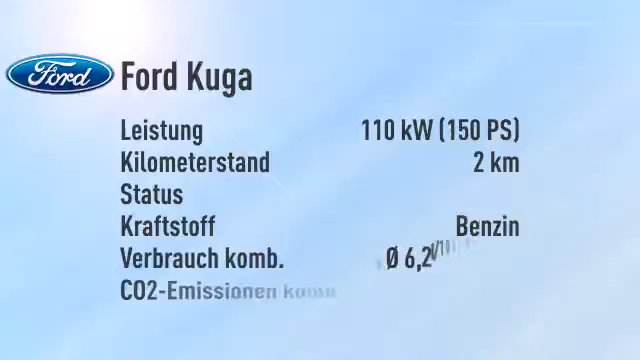 Ford
Ford Kuga
Leistung 110 kW (150 PS)
Kilometerstand 2 km
Status
Kraftstoff Benzin
Verbrauch komb. Ø 6,2
CO2-Emissionen